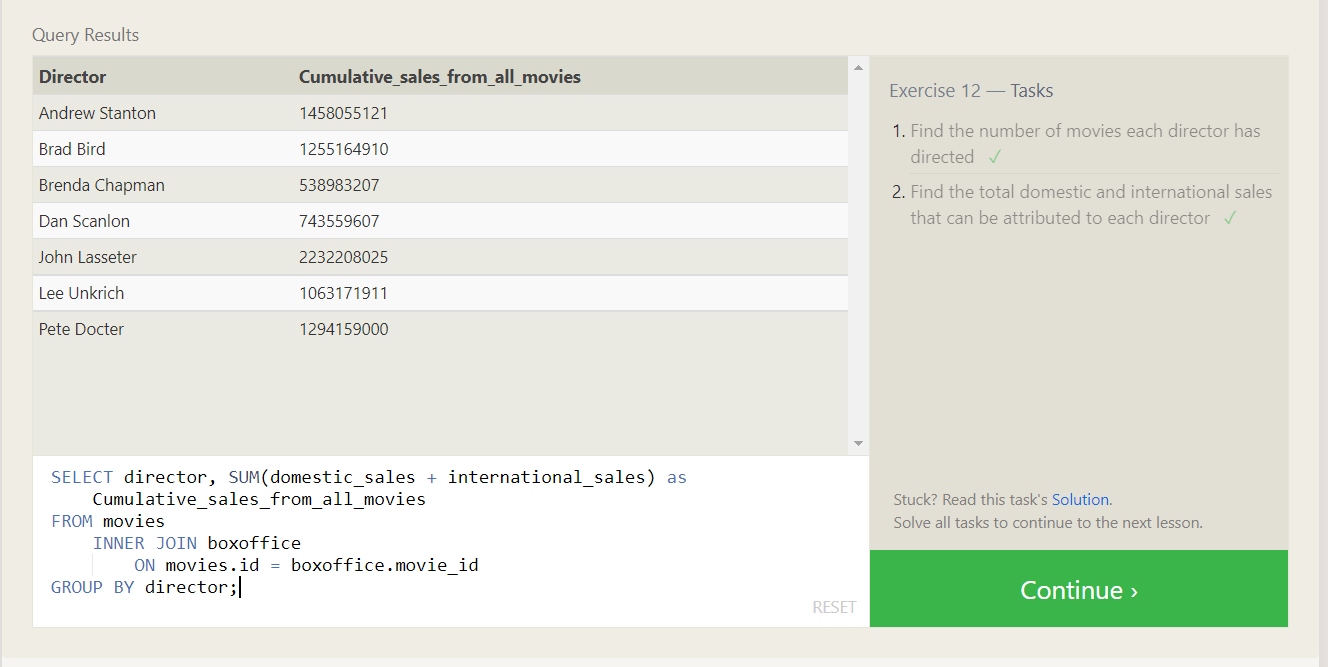 Query Results
Director Cumulative_sales_from_all_movies
Andrew Stanton 1458055121
Brad Bird 1255164910
Brenda Chapman 538983207
Dan Scanlon 743559607
John Lasseter 2232208025
Lee Unkrich 1063171911
Pete Docter 1294159000
SELECT director, SUM(domestic_sales + international_sales) as
Cumulative_sales_from_all_movies
FROM movies
INNER JOIN boxoffice
ON movies.id = boxoffice.movie_id
GROUP BY director;
RESET
Exercise 12 — Tasks
1. Find the number of movies each director has
directed ✓
2. Find the total domestic and international sales
that can be attributed to each director ✓
Stuck? Read this task's Solution.
Solve all tasks to continue to the next lesson.
Continue ›